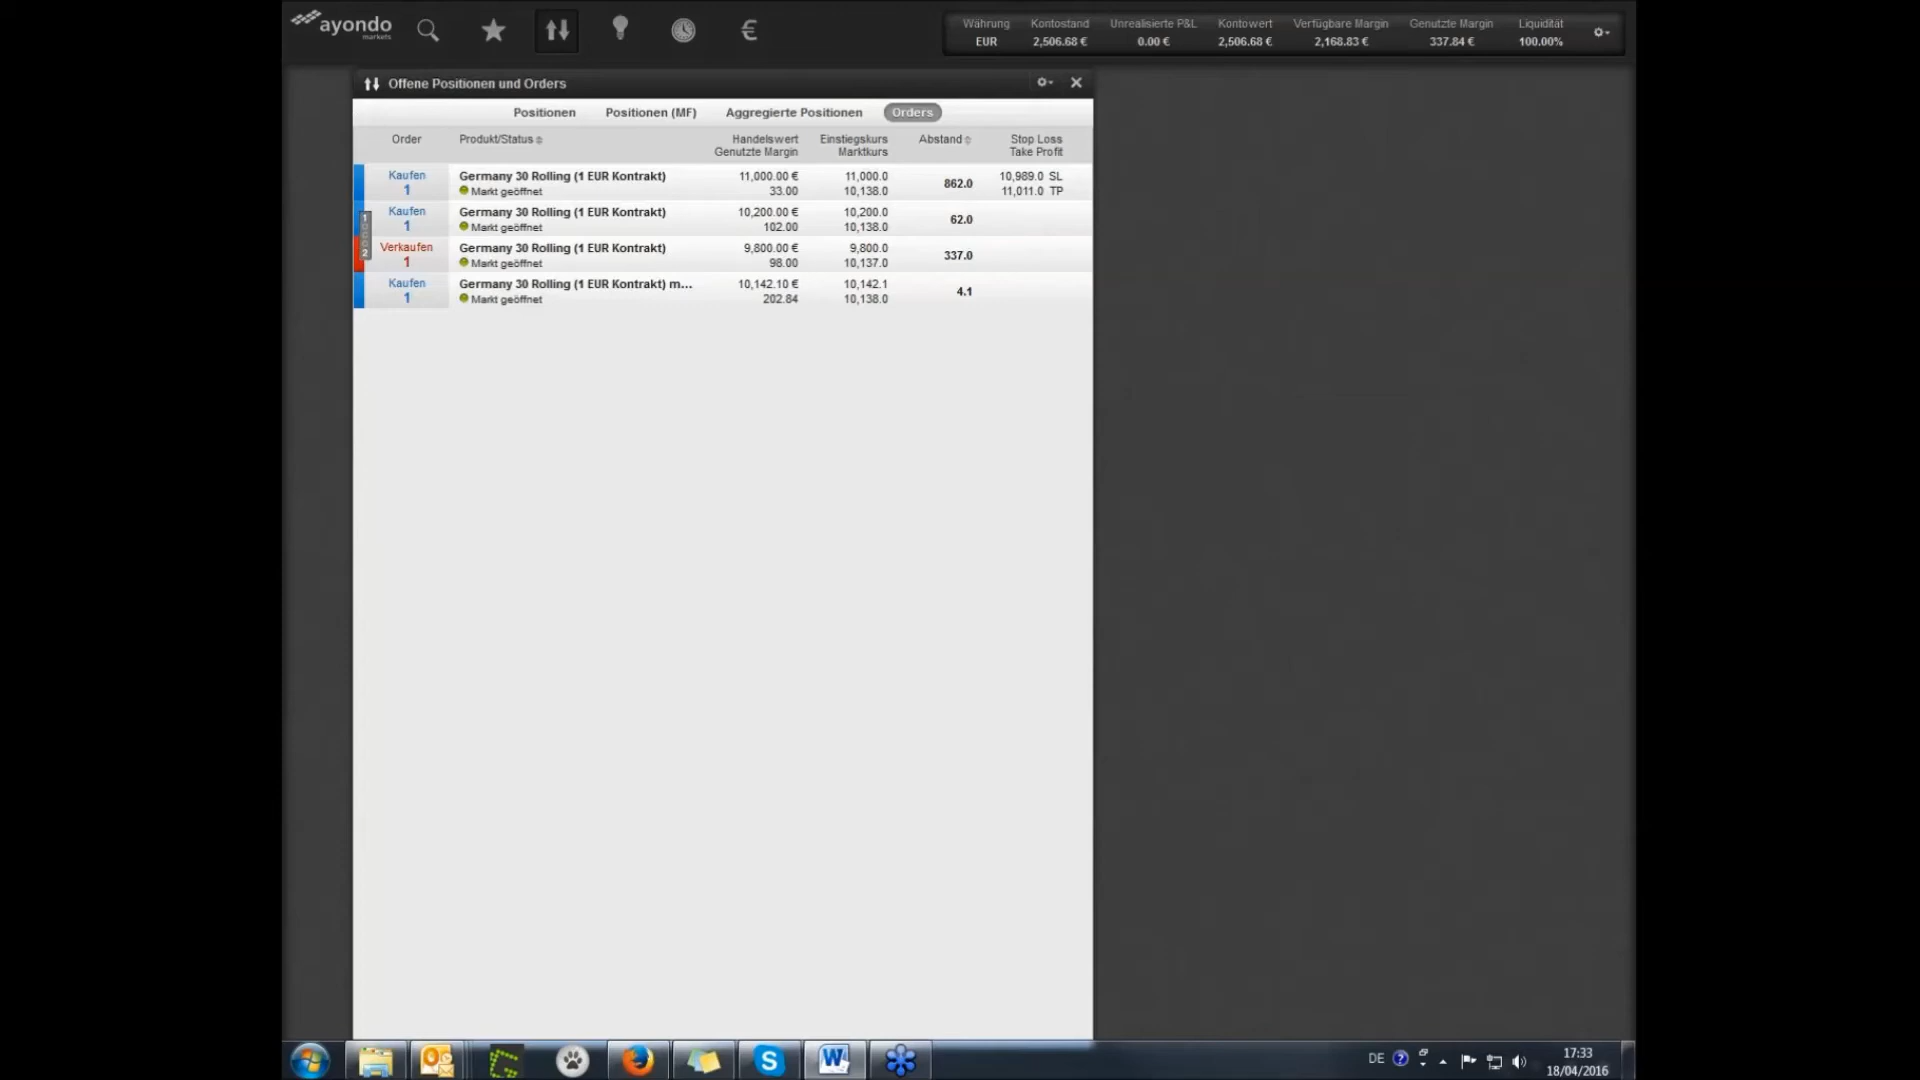 ayondo
markets
Währung Kontostand Unrealisierte P&L Kontowert Verfügbare Margin Genutzte Margin Liquidität
EUR 2,506.68 € 0.00 € 2,506.68 € 2,168.83 € 337.84 € 100.00%
Offene Positionen und Orders
Positionen Positionen (MF) Aggregierte Positionen Orders
Order Produkt/Status Handelswert Einstiegskurs Abstand Stop Loss
Genutzte Margin Marktkurs Take Profit
Kaufen Germany 30 Rolling (1 EUR Kontrakt) 11,000.00 € 11,000.0 862.0 10,989.0 SL
1 Markt geöffnet 33.00 10,138.0 11,011.0 TP
Kaufen Germany 30 Rolling (1 EUR Kontrakt) 10,200.00 € 10,200.0 62.0
1 Markt geöffnet 102.00 10,138.0
Verkaufen Germany 30 Rolling (1 EUR Kontrakt) 9,800.00 € 9,800.0 337.0
1 Markt geöffnet 98.00 10,137.0
Kaufen Germany 30 Rolling (1 EUR Kontrakt) m... 10,142.10 € 10,142.1 4.1
1 Markt geöffnet 202.84 10,138.0
DE 17:33
18/04/2016